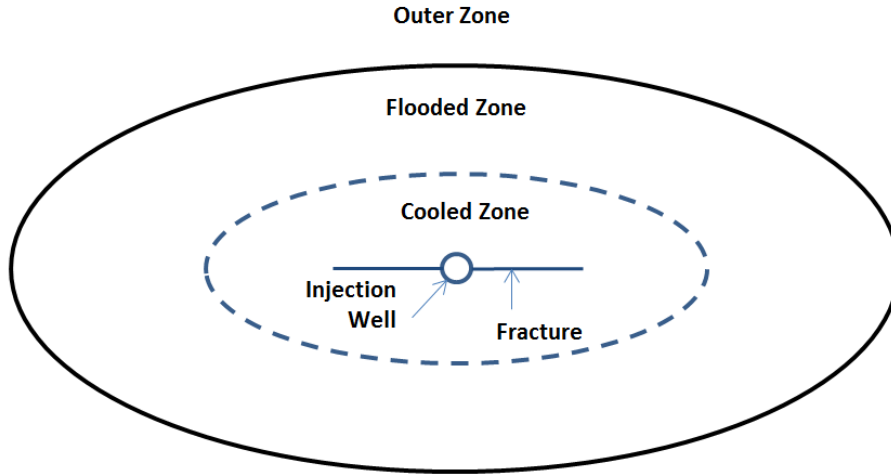 Outer Zone
Flooded Zone
Cooled Zone
Injection
Well
Fracture